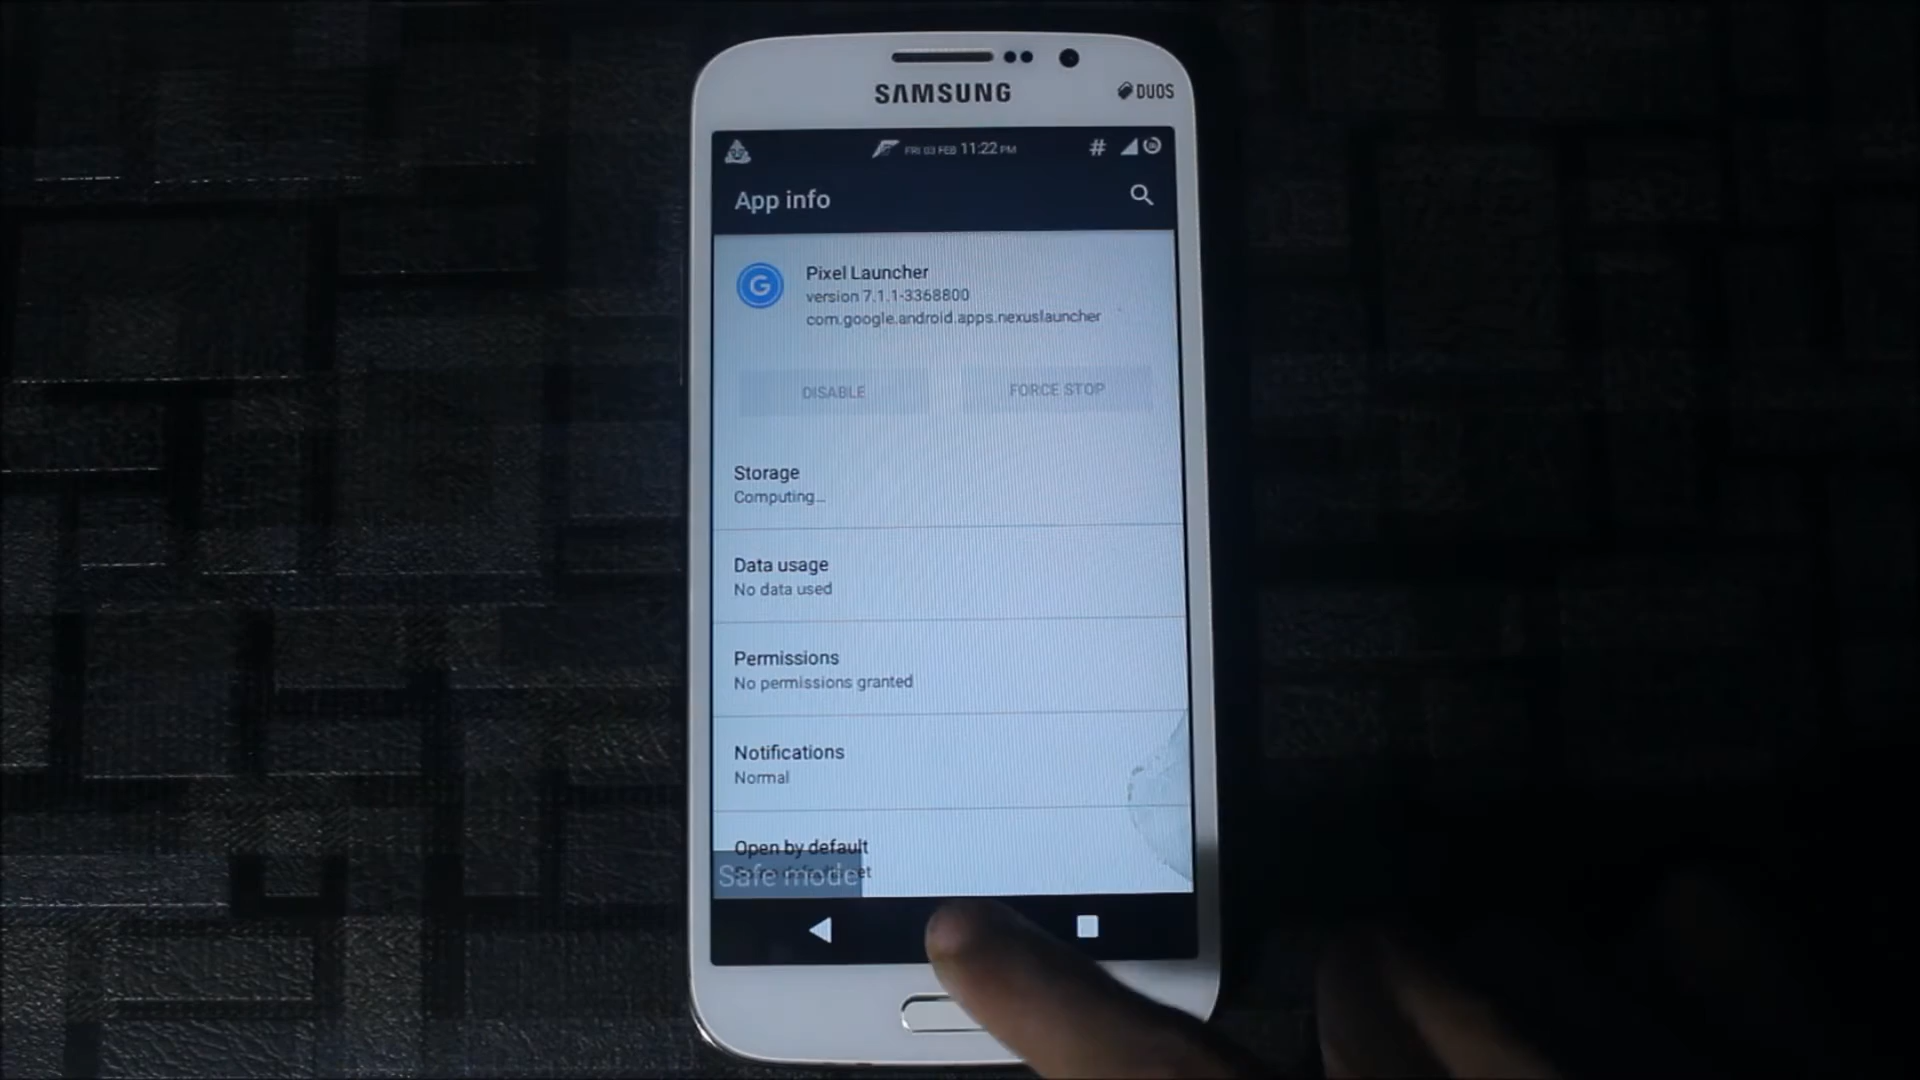 SAMSUNG
DUOS
FRI 03 FEB 11:22 PM
App info
Pixel Launcher
version 7.1.1-3368800
com.google.android.apps.nexuslauncher
DISABLE
FORCE STOP
Storage
Computing...
Data usage
No data used
Permissions
No permissions granted
Notifications
Normal
Open by default
Safe mode